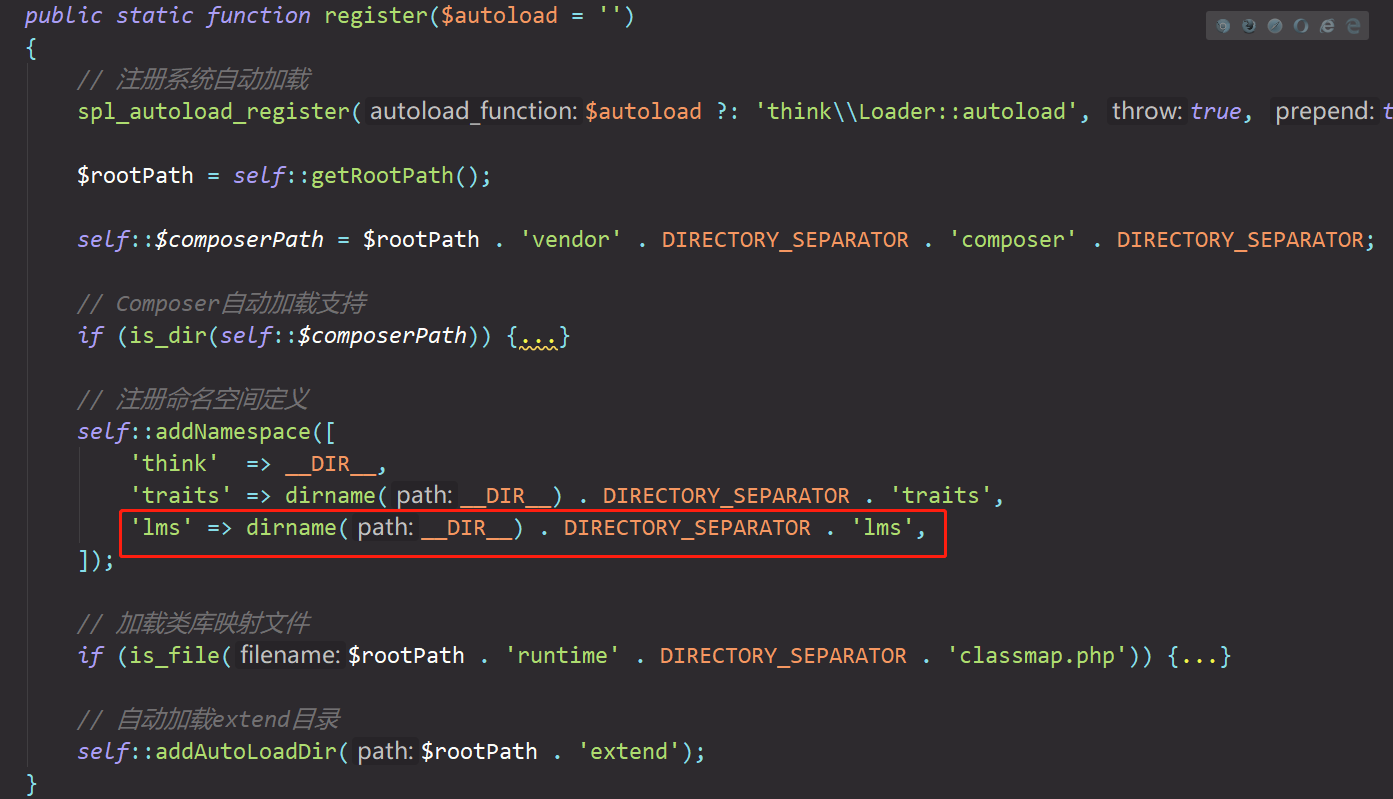 public static function register($autoload = '')
{
// 注册系统自动加载
spl_autoload_register( autoload_function: $autoload ?: 'think\\Loader::autoload', throw: true, prepend: t
$rootPath = self::getRootPath();
self::$composerPath = $rootPath . 'vendor' . DIRECTORY_SEPARATOR . 'composer' . DIRECTORY_SEPARATOR;
// Composer自动加载支持
if (is_dir(self::$composerPath)) {...}
// 注册命名空间定义
self::addNamespace([
'think'  => __DIR__,
'traits' => dirname( path: __DIR__) . DIRECTORY_SEPARATOR . 'traits',
'lms' => dirname( path: __DIR__) . DIRECTORY_SEPARATOR . 'lms',
]);
// 加载类库映射文件
if (is_file( filename: $rootPath . 'runtime' . DIRECTORY_SEPARATOR . 'classmap.php')) {...}
// 自动加载extend目录
self::addAutoLoadDir( path: $rootPath . 'extend');
}